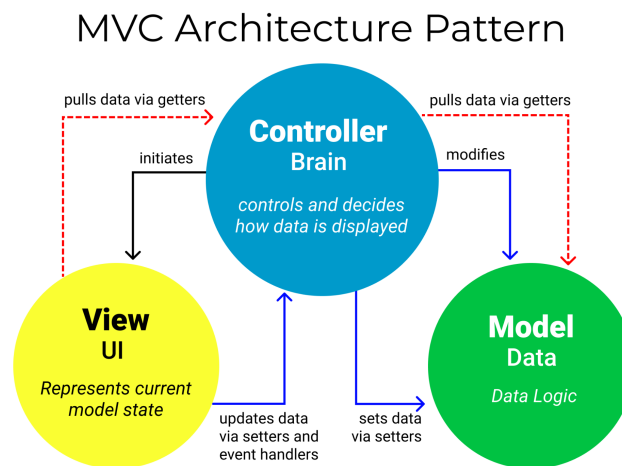 MVC Architecture Pattern
pulls data via getters
pulls data via getters
Controller
Brain
initiates
modifies
controls and decides
how data is displayed
View
UI
Represents current
model state
Model
Data
Data Logic
updates data
via setters and
event handlers
sets data
via setters